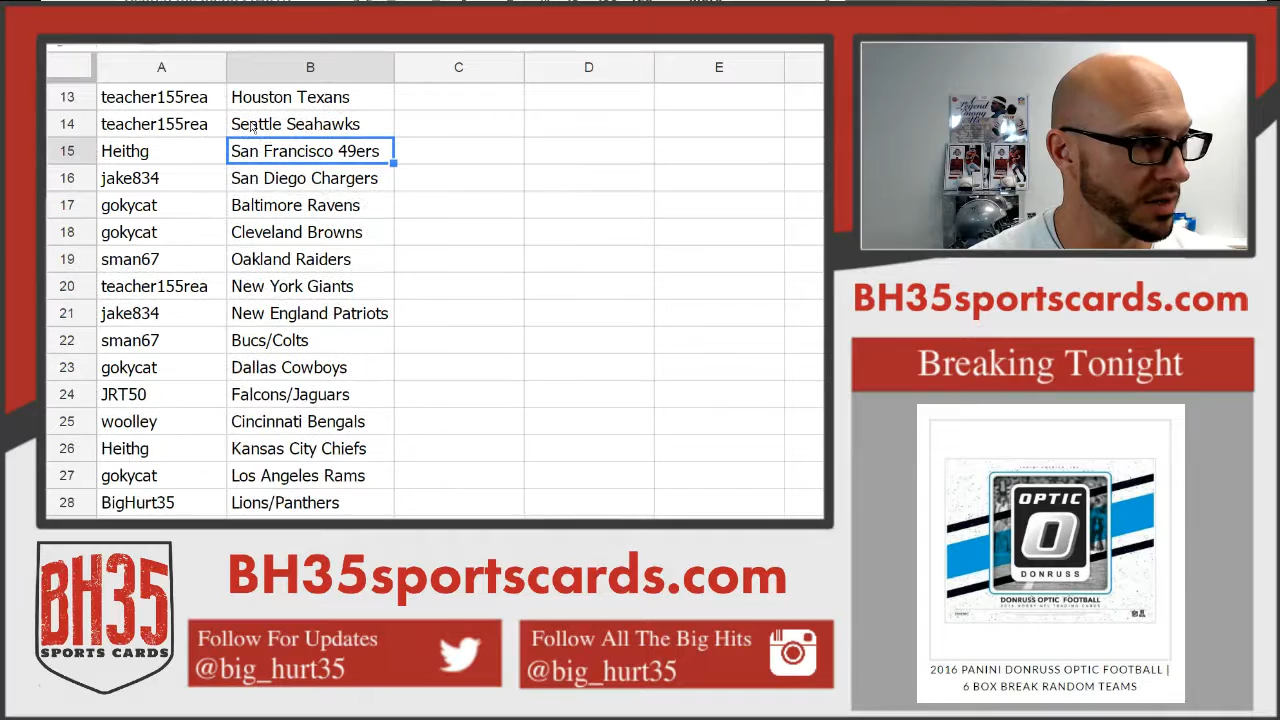 A B C D E
13 teacher155rea Houston Texans
14 teacher155rea Seattle Seahawks
15 Heithg San Francisco 49ers
16 jake834 San Diego Chargers
17 gokycat Baltimore Ravens
18 gokycat Cleveland Browns
19 sman67 Oakland Raiders
20 teacher155rea New York Giants
21 jake834 New England Patriots
22 sman67 Bucs/Colts
23 gokycat Dallas Cowboys
24 JRT50 Falcons/Jaguars
25 woolley Cincinnati Bengals
26 Heithg Kansas City Chiefs
27 gokycat Los Angeles Rams
28 BigHurt35 Lions/Panthers
Legend
BH35sportscards.com
Breaking Tonight
OPTIC
O
DONRUSS
DONRUSS OPTIC FOOTBALL
2016 PANINI DONRUSS OPTIC FOOTBALL |
6 BOX BREAK RANDOM TEAMS
BH35
SPORTS CARDS
BH35sportscards.com
Follow For Updates
@big_hurt35
Follow All The Big Hits
@big_hurt35